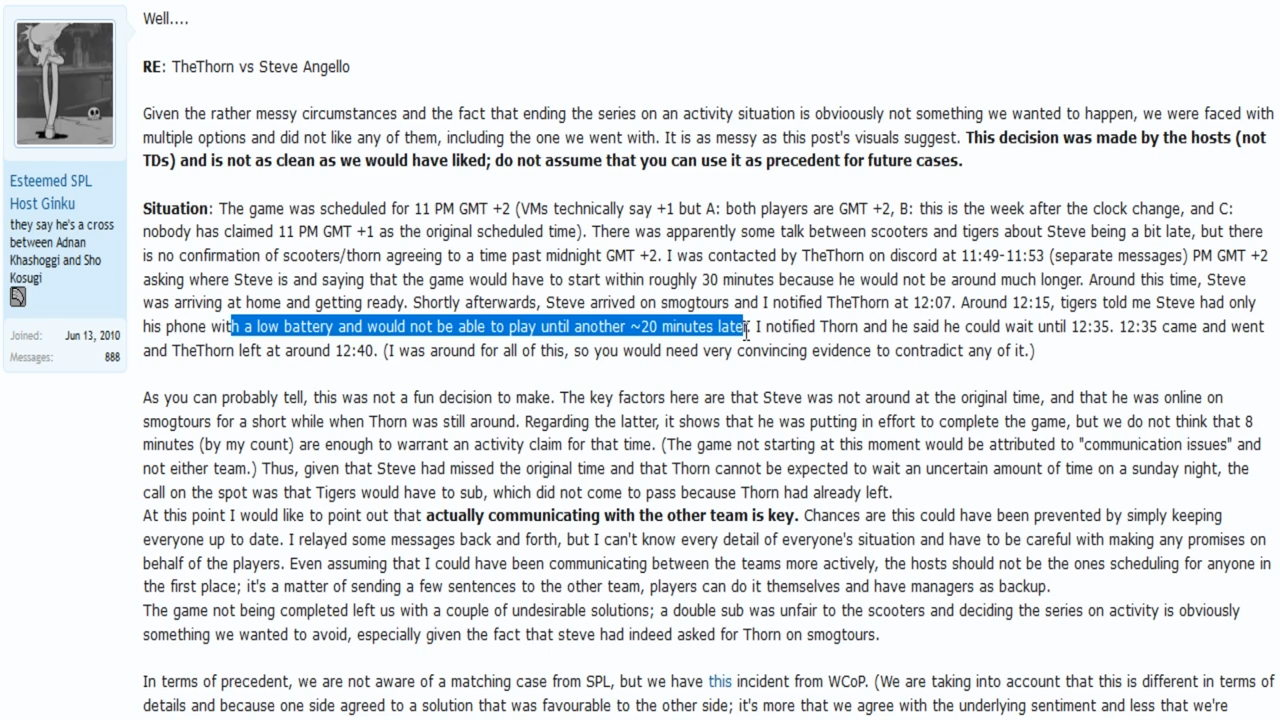 Well....
RE: TheThorn vs Steve Angello
Given the rather messy circumstances and the fact that ending the series on an activity situation is obvioously not something we wanted to happen, we were faced with
multiple options and did not like any of them, including the one we went with. It is as messy as this post's visuals suggest. This decision was made by the hosts (not
TDs) and is not as clean as we would have liked; do not assume that you can use it as precedent for future cases.
Esteemed SPL
Host Ginku
they say he's a cross
between Adnan
Khashoggi and Sho
Kosugi
Joined: Jun 13, 2010
Messages: 888
Situation: The game was scheduled for 11 PM GMT +2 (VMs technically say +1 but A: both players are GMT +2, B: this is the week after the clock change, and C:
nobody has claimed 11 PM GMT +1 as the original scheduled time). There was apparently some talk between scooters and tigers about Steve being a bit late, but there
is no confirmation of scooters/thorn agreeing to a time past midnight GMT +2. I was contacted by TheThorn on discord at 11:49-11:53 (separate messages) PM GMT +2
asking where Steve is and saying that the game would have to start within roughly 30 minutes because he would not be around much longer. Around this time, Steve
was arriving at home and getting ready. Shortly afterwards, Steve arrived on smogtours and I notified TheThorn at 12:07. Around 12:15, tigers told me Steve had only
his phone with a low battery and would not be able to play until another ~20 minutes later. I notified Thorn and he said he could wait until 12:35. 12:35 came and went
and TheThorn left at around 12:40. (I was around for all of this, so you would need very convincing evidence to contradict any of it.)
As you can probably tell, this was not a fun decision to make. The key factors here are that Steve was not around at the original time, and that he was online on
smogtours for a short while when Thorn was still around. Regarding the latter, it shows that he was putting in effort to complete the game, but we do not think that 8
minutes (by my count) are enough to warrant an activity claim for that time. (The game not starting at this moment would be attributed to "communication issues" and
not either team.) Thus, given that Steve had missed the original time and that Thorn cannot be expected to wait an uncertain amount of time on a sunday night, the
call on the spot was that Tigers would have to sub, which did not come to pass because Thorn had already left.
At this point I would like to point out that actually communicating with the other team is key. Chances are this could have been prevented by simply keeping
everyone up to date. I relayed some messages back and forth, but I can't know every detail of everyone's situation and have to be careful with making any promises on
behalf of the players. Even assuming that I could have been communicating between the teams more actively, the hosts should not be the ones scheduling for anyone in
the first place; it's a matter of sending a few sentences to the other team, players can do it themselves and have managers as backup.
The game not being completed left us with a couple of undesirable solutions; a double sub was unfair to the scooters and deciding the series on activity is obviously
something we wanted to avoid, especially given the fact that steve had indeed asked for Thorn on smogtours.
In terms of precedent, we are not aware of a matching case from SPL, but we have this incident from WCoP. (We are taking into account that this is different in terms of
details and because one side agreed to a solution that was favourable to the other side; it's more that we agree with the underlying sentiment and less that we're